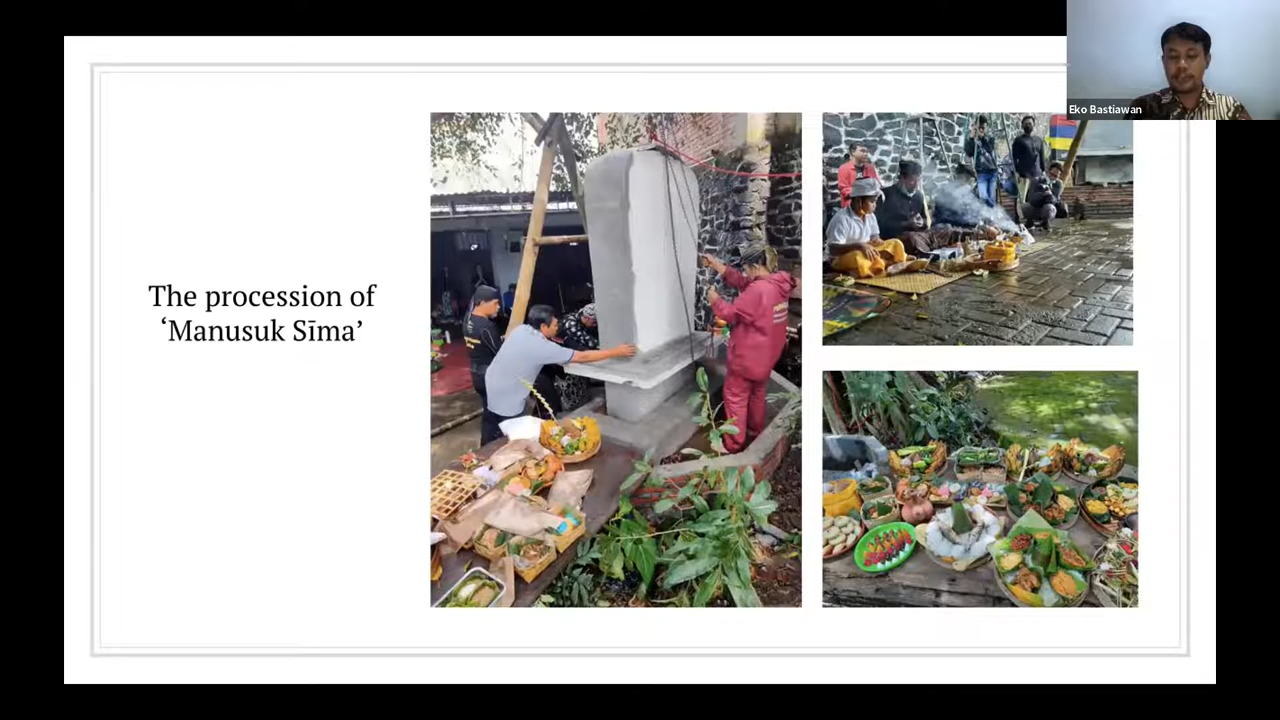 The procession of
‘Manusuk Sīma’
Eko Bastiawan